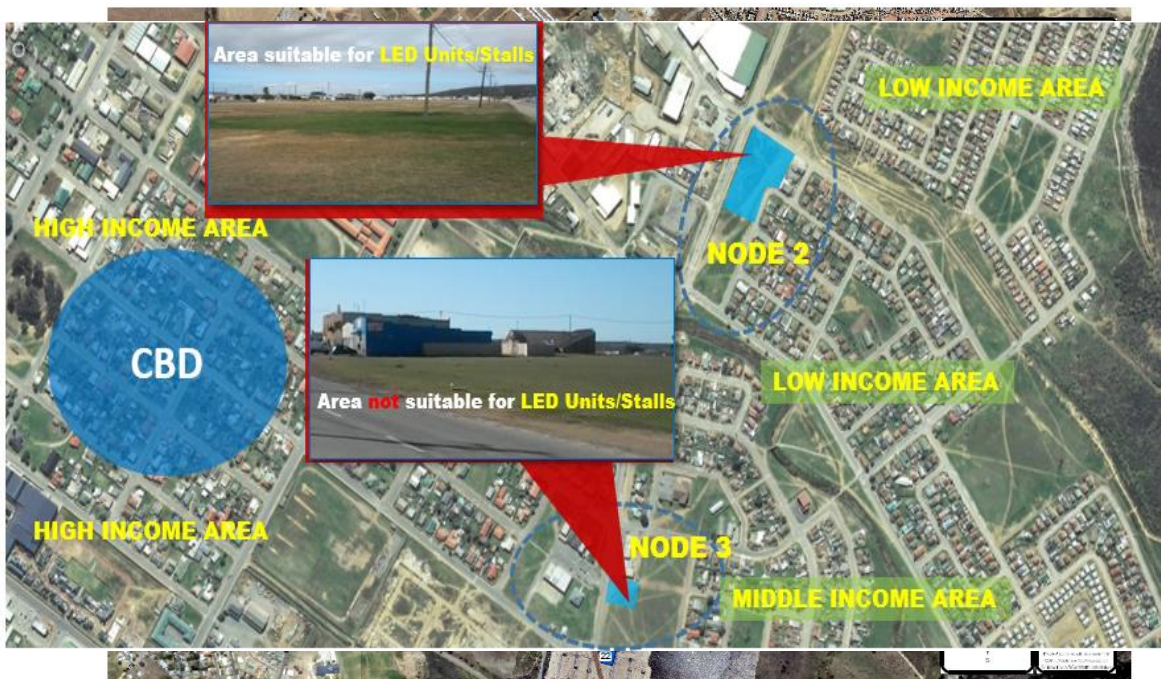 Area suitable for LED Units/Stalls
LOW INCOME AREA
HIGH INCOME AREA
NODE 2
CBD
LOW INCOME AREA
Area not suitable for LED Units/Stalls
HIGH INCOME AREA
NODE 3
MIDDLE INCOME AREA
22